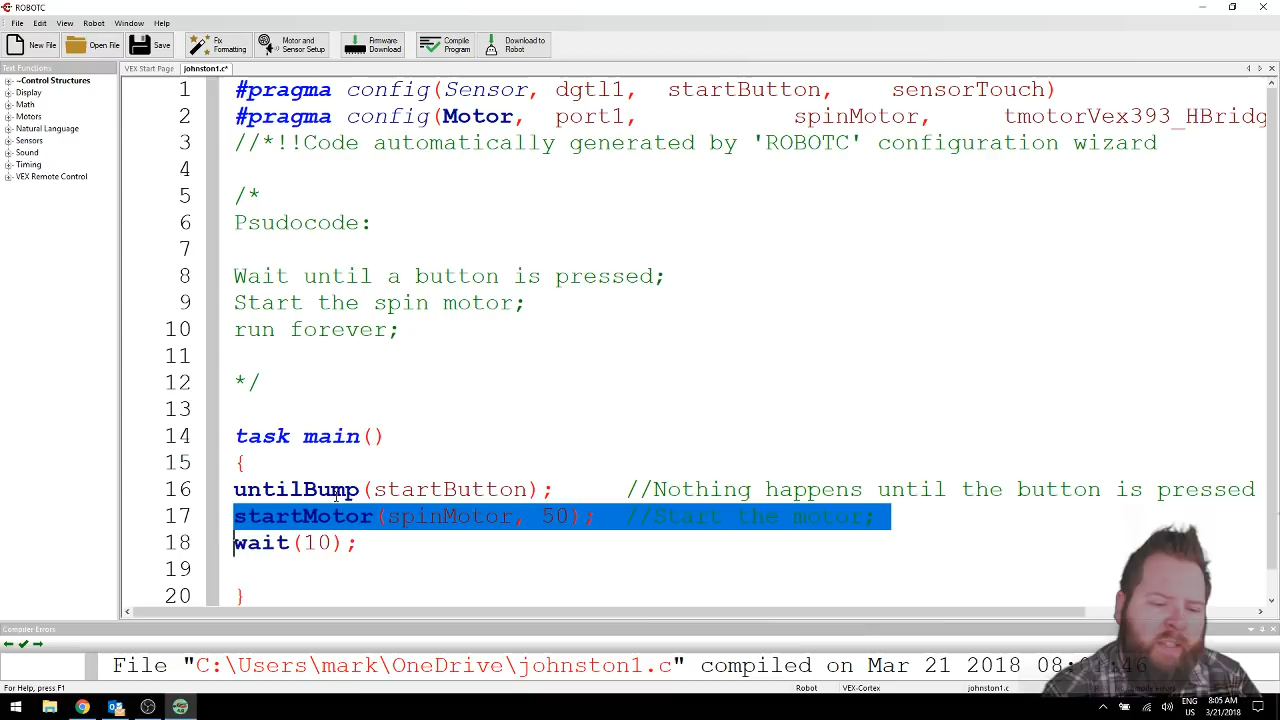 ROBOTC
File Edit View Robot Window Help
New File Open File Save Fix Formatting Motor and Sensor Setup Firmware Download Compile Program Download to Robot
Text Functions
VEX Start Page johnston1.c*
~Control Structures
Display
Math
Motors
Natural Language
Sensors
Sound
Timing
VEX Remote Control
1 #pragma config(Sensor, dgtl1, startButton, sensorTouch)
2 #pragma config(Motor, port1, spinMotor, tmotorVex393_HBridg
3 //*!!Code automatically generated by 'ROBOTC' configuration wizard
4
5 /*
6 Psudocode:
7
8 Wait until a button is pressed;
9 Start the spin motor;
10 run forever;
11
12 */
13
14 task main()
15 {
16 untilBump(startButton); //Nothing happens until the button is pressed
17 startMotor(spinMotor, 50); //Start the motor;
18 wait(10);
19
20 }
Compiler Errors
File "C:\Users\mark\OneDrive\johnston1.c" compiled on Mar 21 2018 08: :46
For Help, press F1 Robot VEX-Cortex johnston1.c
ENG US 8:05 AM 3/21/2018